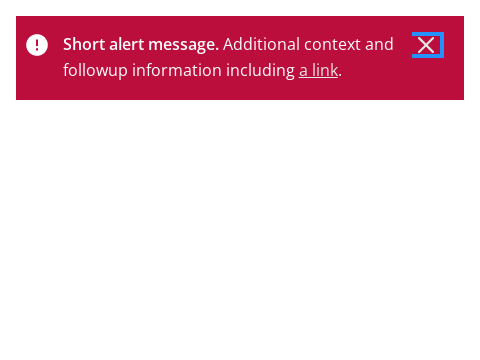 Short alert message. Additional context and
followup information including a link.